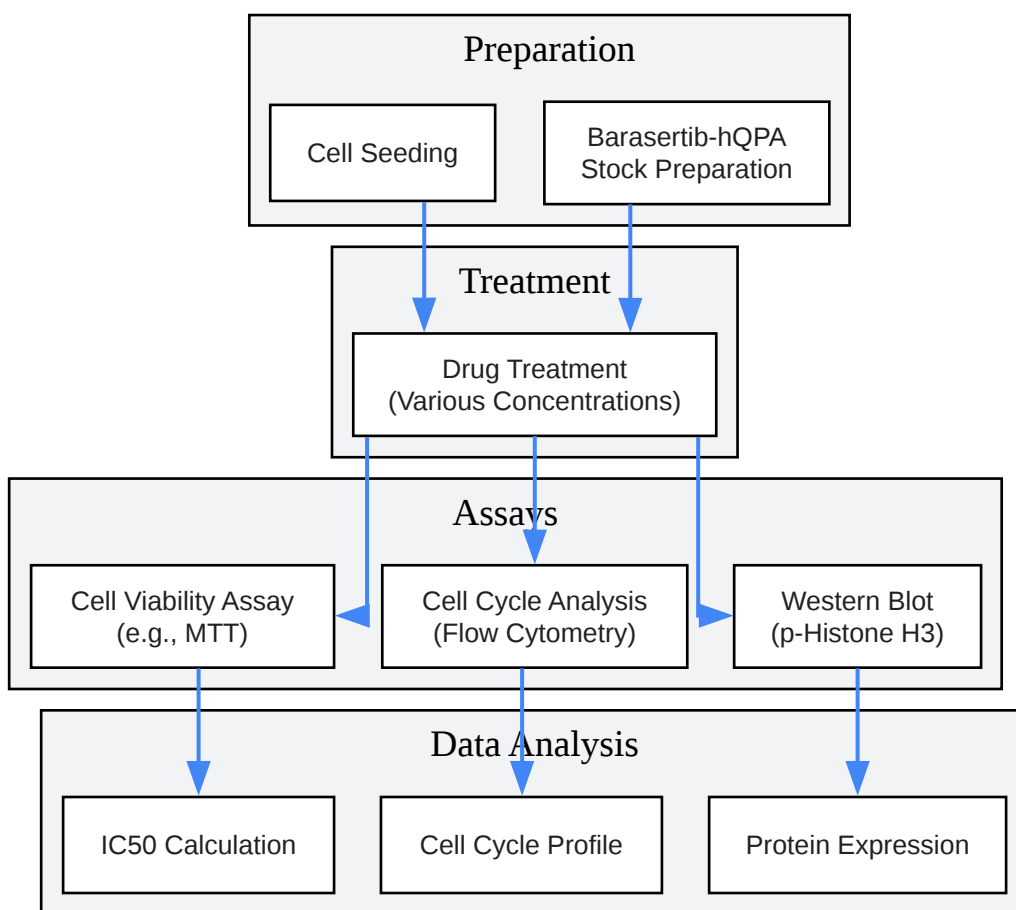 Preparation
Cell Seeding
Barasertib-hQPA
Stock Preparation
Treatment
Drug Treatment
(Various Concentrations)
Assays
Cell Viability Assay
(e.g., MTT)
Cell Cycle Analysis
(Flow Cytometry)
Western Blot
(p-Histone H3)
Data Analysis
IC50 Calculation
Cell Cycle Profile
Protein Expression